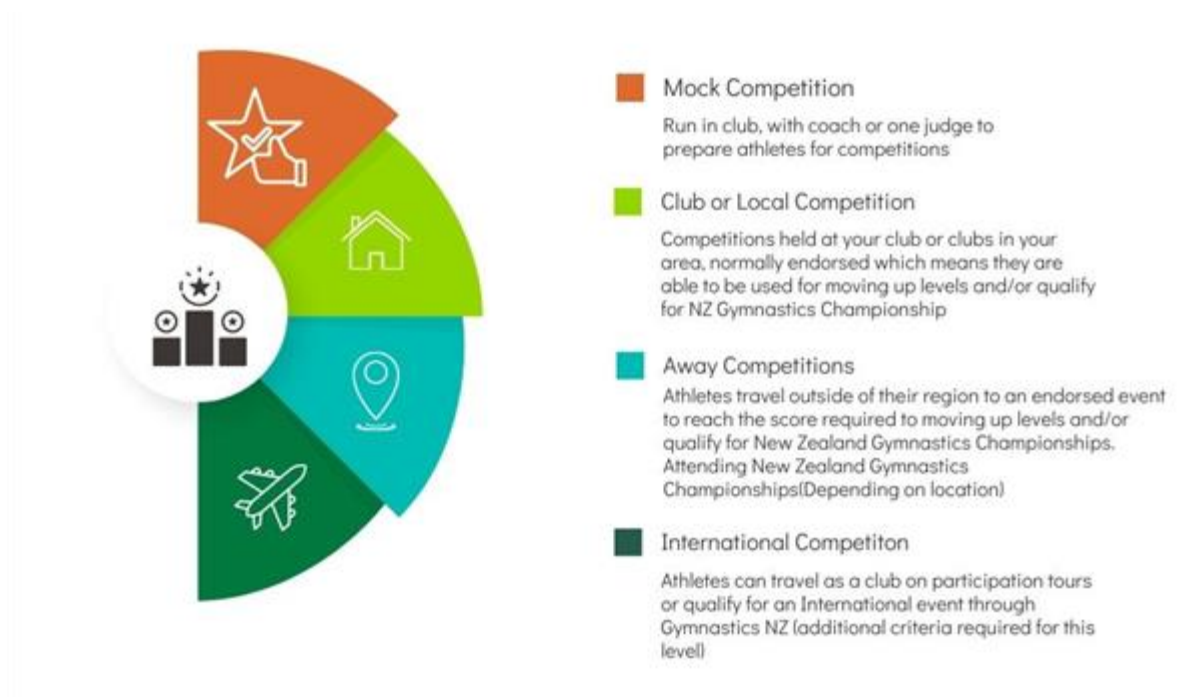 Mock Competition
Run in club, with coach or one judge to
prepare athletes for competitions
Club or Local Competition
Competitions held at your club or clubs in your
area, normally endorsed which means they are
able to be used for moving up levels and/or qualify
for NZ Gymnastics Championship
Away Competitions
Athletes travel outside of their region to an endorsed event
to reach the score required to moving up levels and/or
qualify for New Zealand Gymnastics Championships.
Attending New Zealand Gymnastics
Championships(Depending on location)
International Competiton
Athletes can travel as a club on participation tours
or qualify for an International event through
Gymnastics NZ (additional criteria required for this
level)